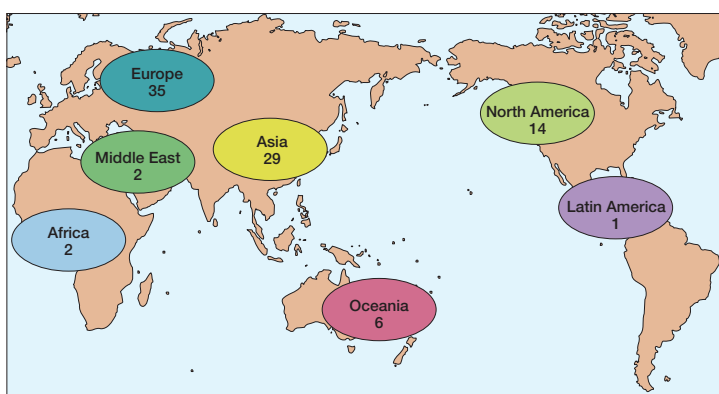 Europe
35
North America
14
Asia
29
Middle East
2
Latin America
1
Africa
2
Oceania
6